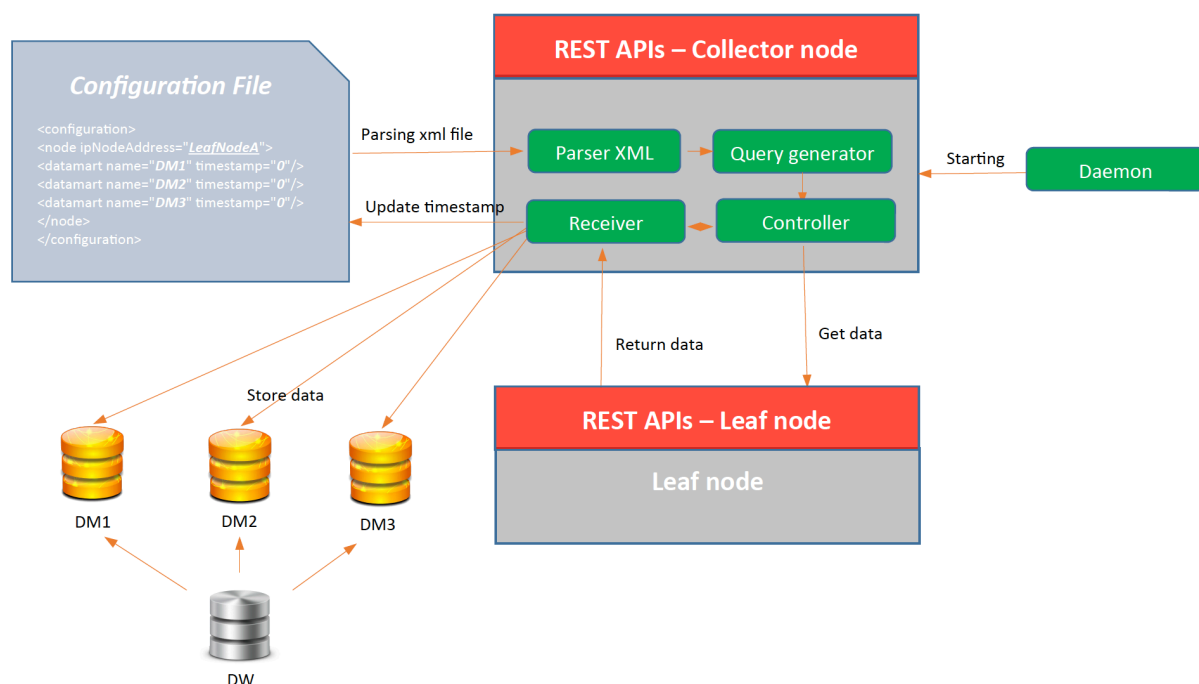 Configuration File
<configuration>
<node ipNodeAddress="LeafNodeA">
<datamart name="DM1" timestamp="0"/>
<datamart name="DM2" timestamp="0"/>
<datamart name="DM3" timestamp="0"/>
</node>
</configuration>
Parsing xml file
Update timestamp
REST APIs – Collector node
Parser XML
Query generator
Receiver
Controller
Starting
Daemon
Return data
Get data
Store data
REST APIs – Leaf node
Leaf node
DM1
DM2
DM3
DW